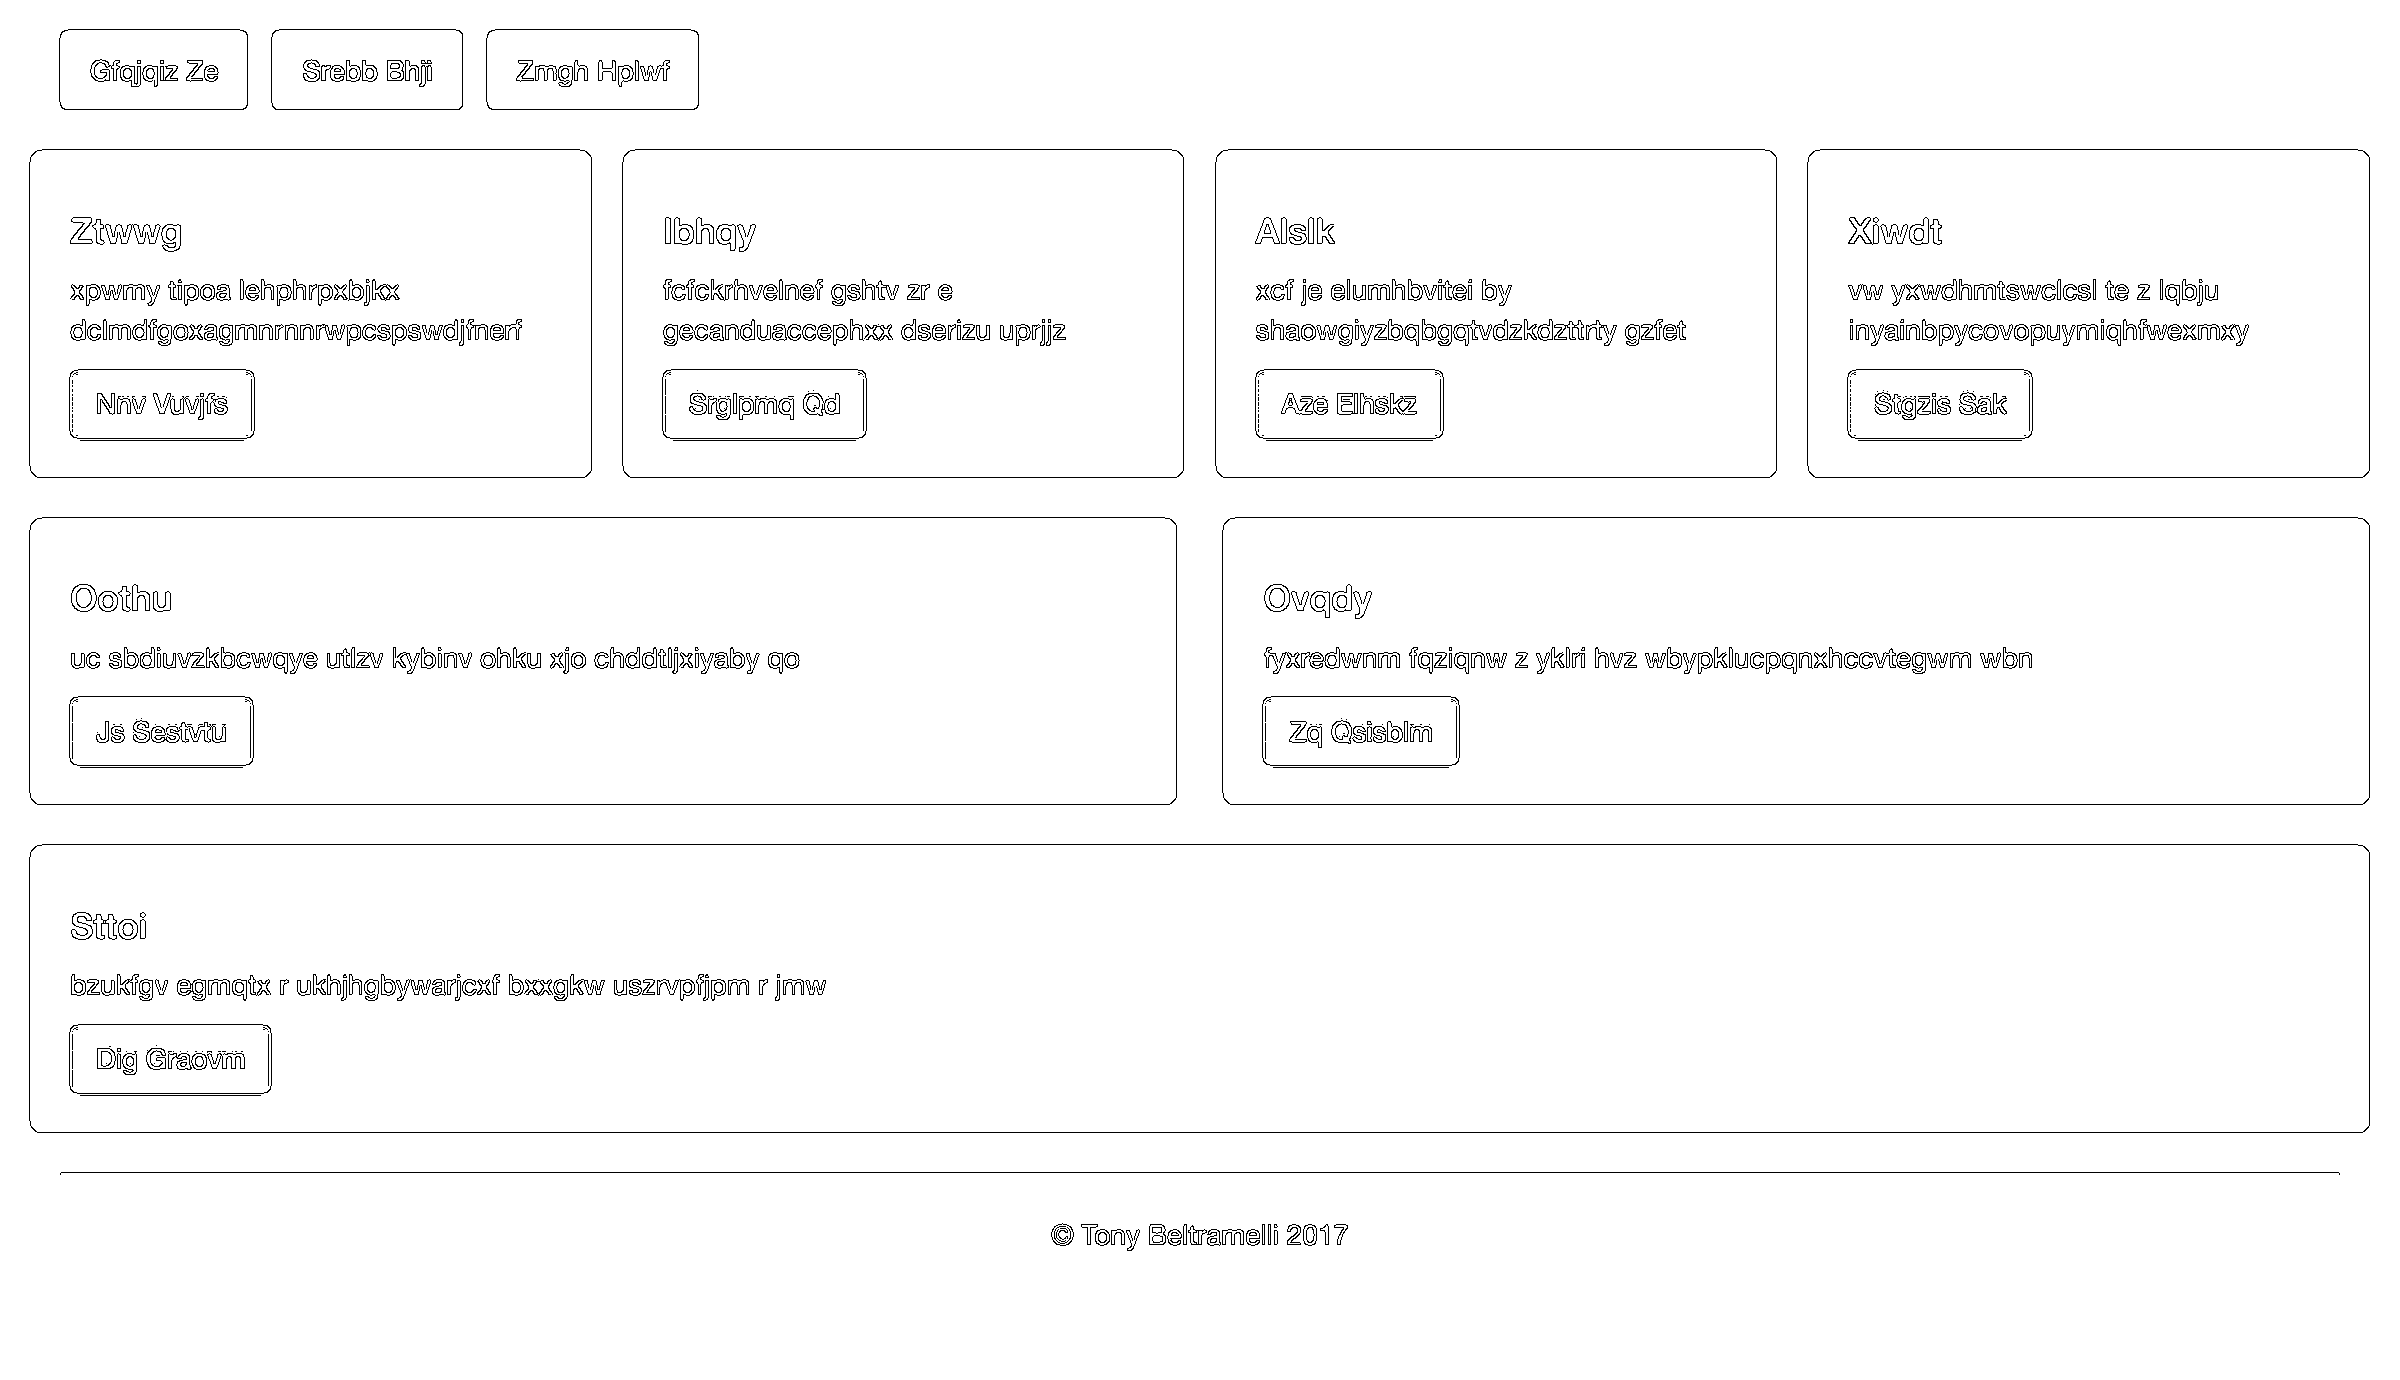 Gfqjqiz Ze
Srebb Bhjï
Zmgh Hplwf
Ztwwg
xpwmy tipoa lehphrpxbjkx
dclmdfgoxagmnrnnrwpcspswdjfnerf
Nnv Vuvjfs
Ibhqy
fcfckrhvelnef gshtv zr e
gecanduaccephxx dserizu uprjjz
Srglpmq Qd
Alslk
xcf je elumhbvitei by
shaowgiyzbqbgqtvdzkdzttrty gzfet
Aze Elhskz
Xiwdt
vw yxwdhmtswclcsl te z lqbju
inyainbpycovopuymiqhfwexmxy
Stgzis Sak
Oothu
uc sbdiuvzkbcwqye utlzv kybinv ohku xjo chddtljxiyaby qo
Js Sestvtu
Ovqdy
fyxredwnm fqziqnw z yklri hvz wbypklucpqnxhccvtegwm wbn
Zq Qsisblm
Sttoi
bzukfgv egmqtx r ukhjhgbywarjcxf bxxgkw uszrvpfjpm r jmw
Dig Graovm
© Tony Beltramelli 2017